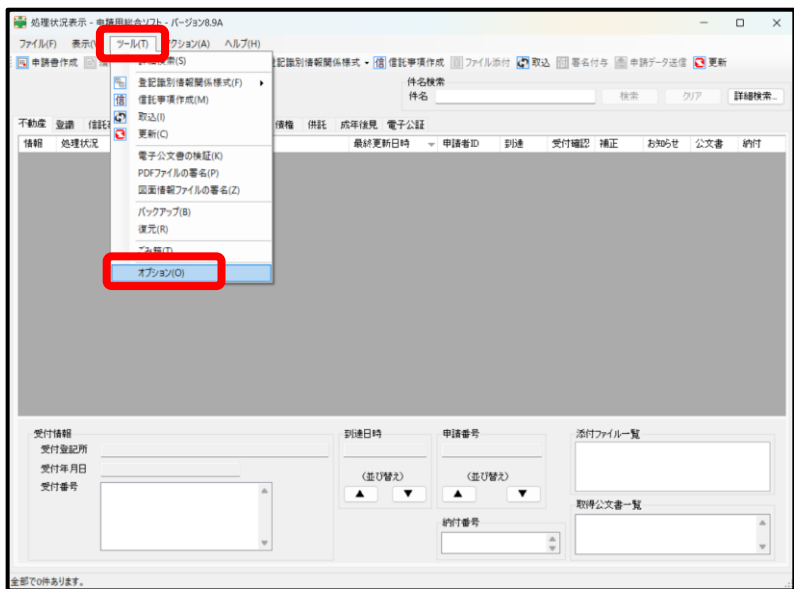 処理状況表示 - 申請用総合ソフト - バージョン8.9A
ファイル(F) 表示(V) ツール(T) アクション(A) ヘルプ(H)
申請書作成 登記識別情報関係様式 信託事項作成 ファイル添付 取込 署名付与 申請データ送信 更新
件名検索
件名 検索 クリア 詳細検索...
不動産 登識 債権 供託 成年後見 電子公証
情報 処理状況 最終更新日時 申請者ID 到達 受付確認 補正 お知らせ 公文書 納付
詳細検索(S)
登記識別情報関係様式(F)
信託事項作成(M)
取込(I)
更新(C)
電子公文書の検証(K)
PDFファイルの署名(P)
図面情報ファイルの署名(Z)
バックアップ(B)
復元(R)
ごみ箱(T)
オプション(O)
受付情報
受付登記所
受付年月日
受付番号
到達日時
(並び替え)
▲ ▼
申請番号
(並び替え)
▲ ▼
納付番号
添付ファイル一覧
取得公文書一覧
全部で0件あります。